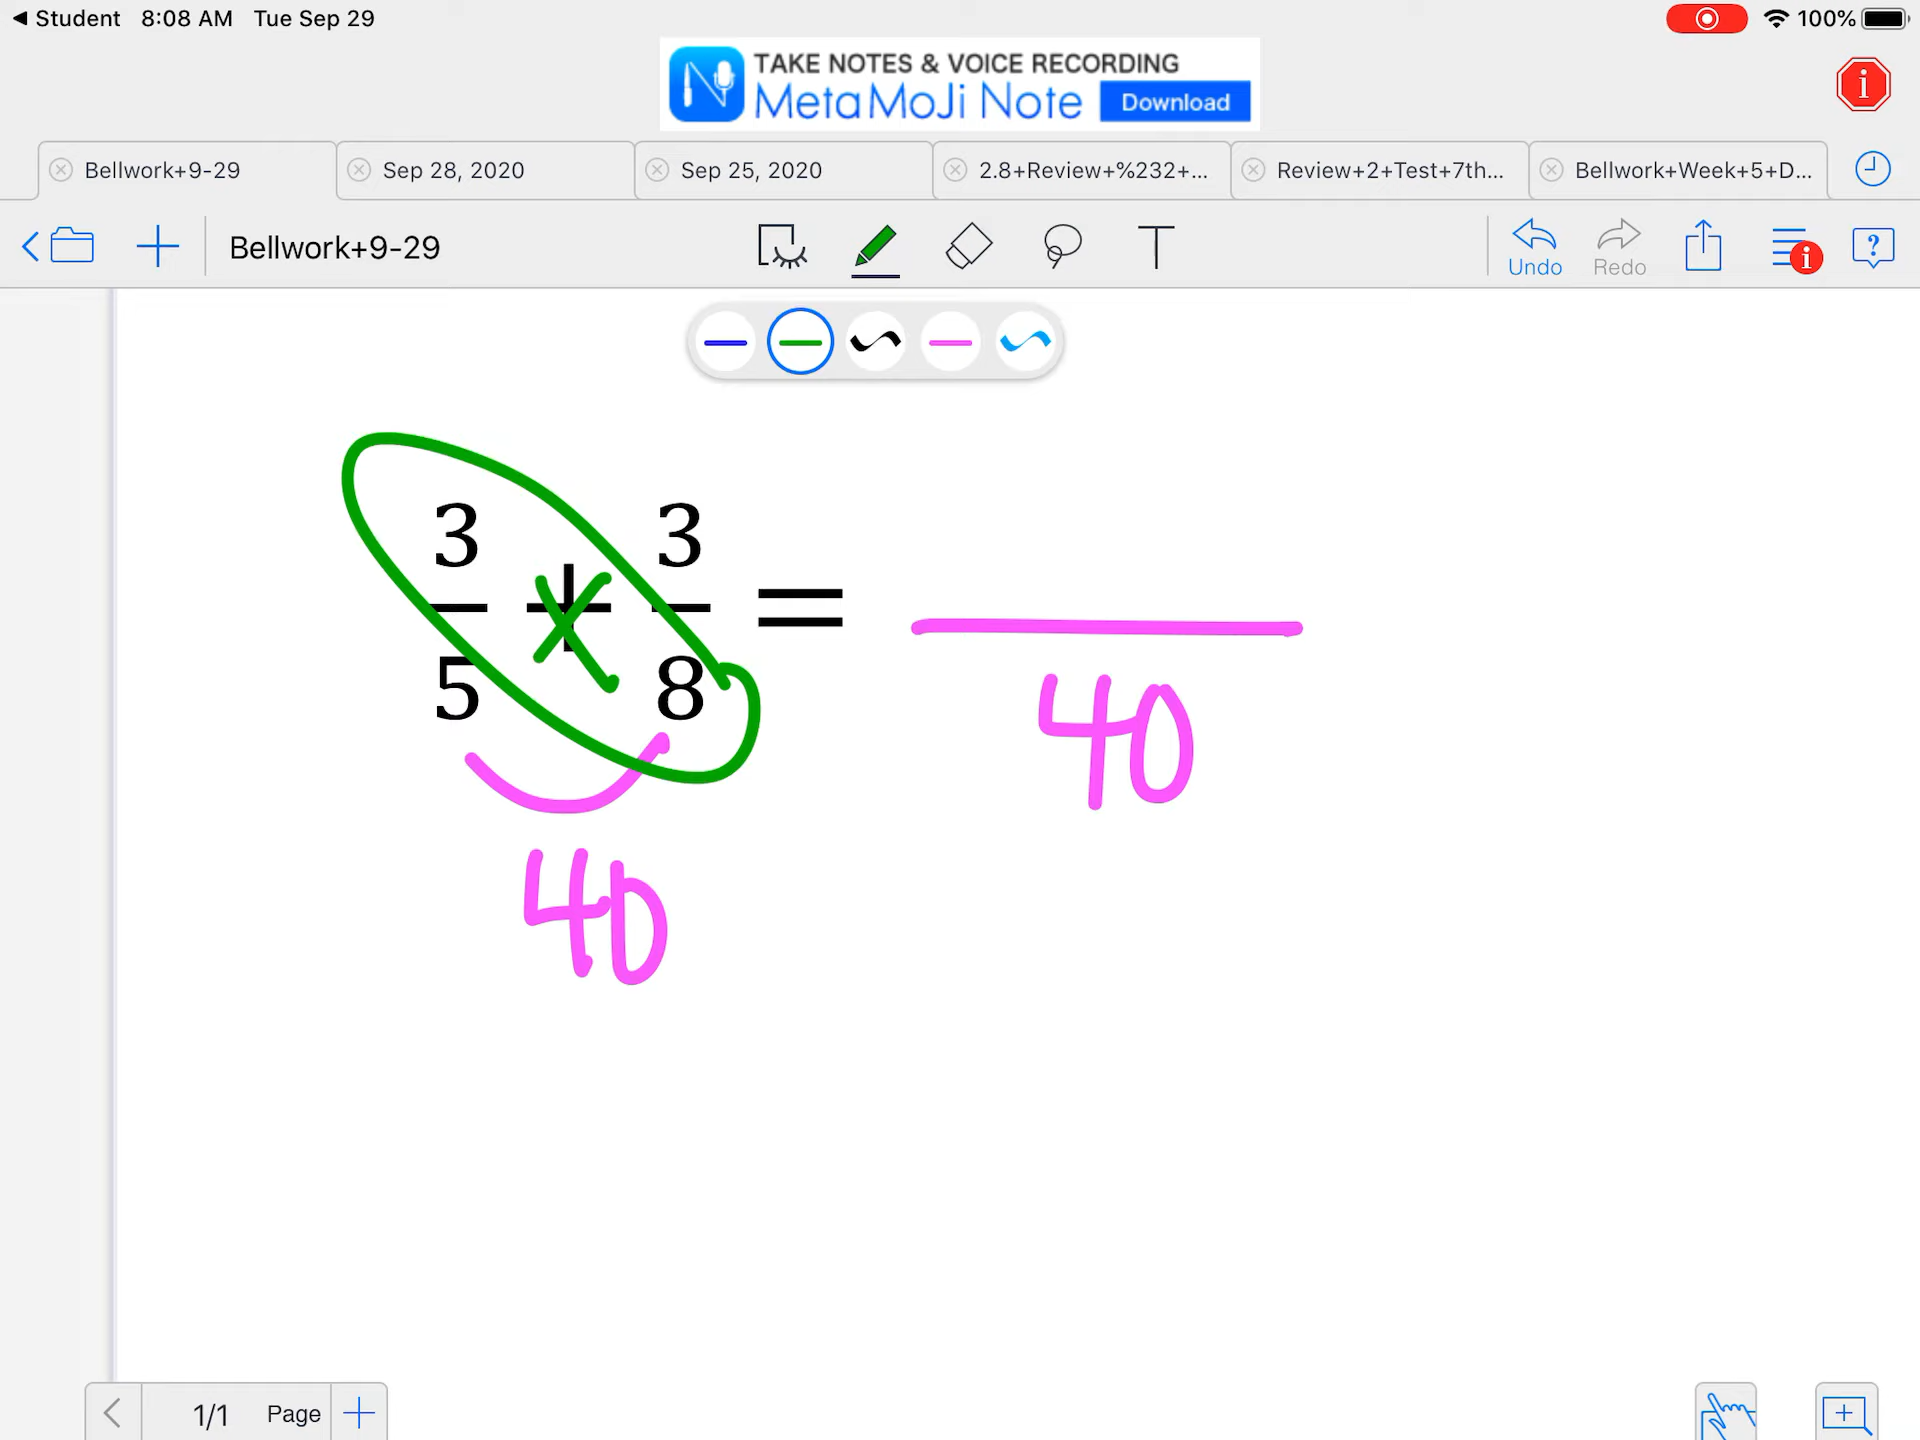 Student 8:08 AM Tue Sep 29 100%
TAKE NOTES & VOICE RECORDING
MetaMoJi Note Download
Bellwork+9-29 Sep 28, 2020 Sep 25, 2020 2.8+Review+%232+... Review+2+Test+7th... Bellwork+Week+5+D...
Bellwork+9-29 T Undo Redo
3/5 + 3/8 = __/40
40
1/1 Page